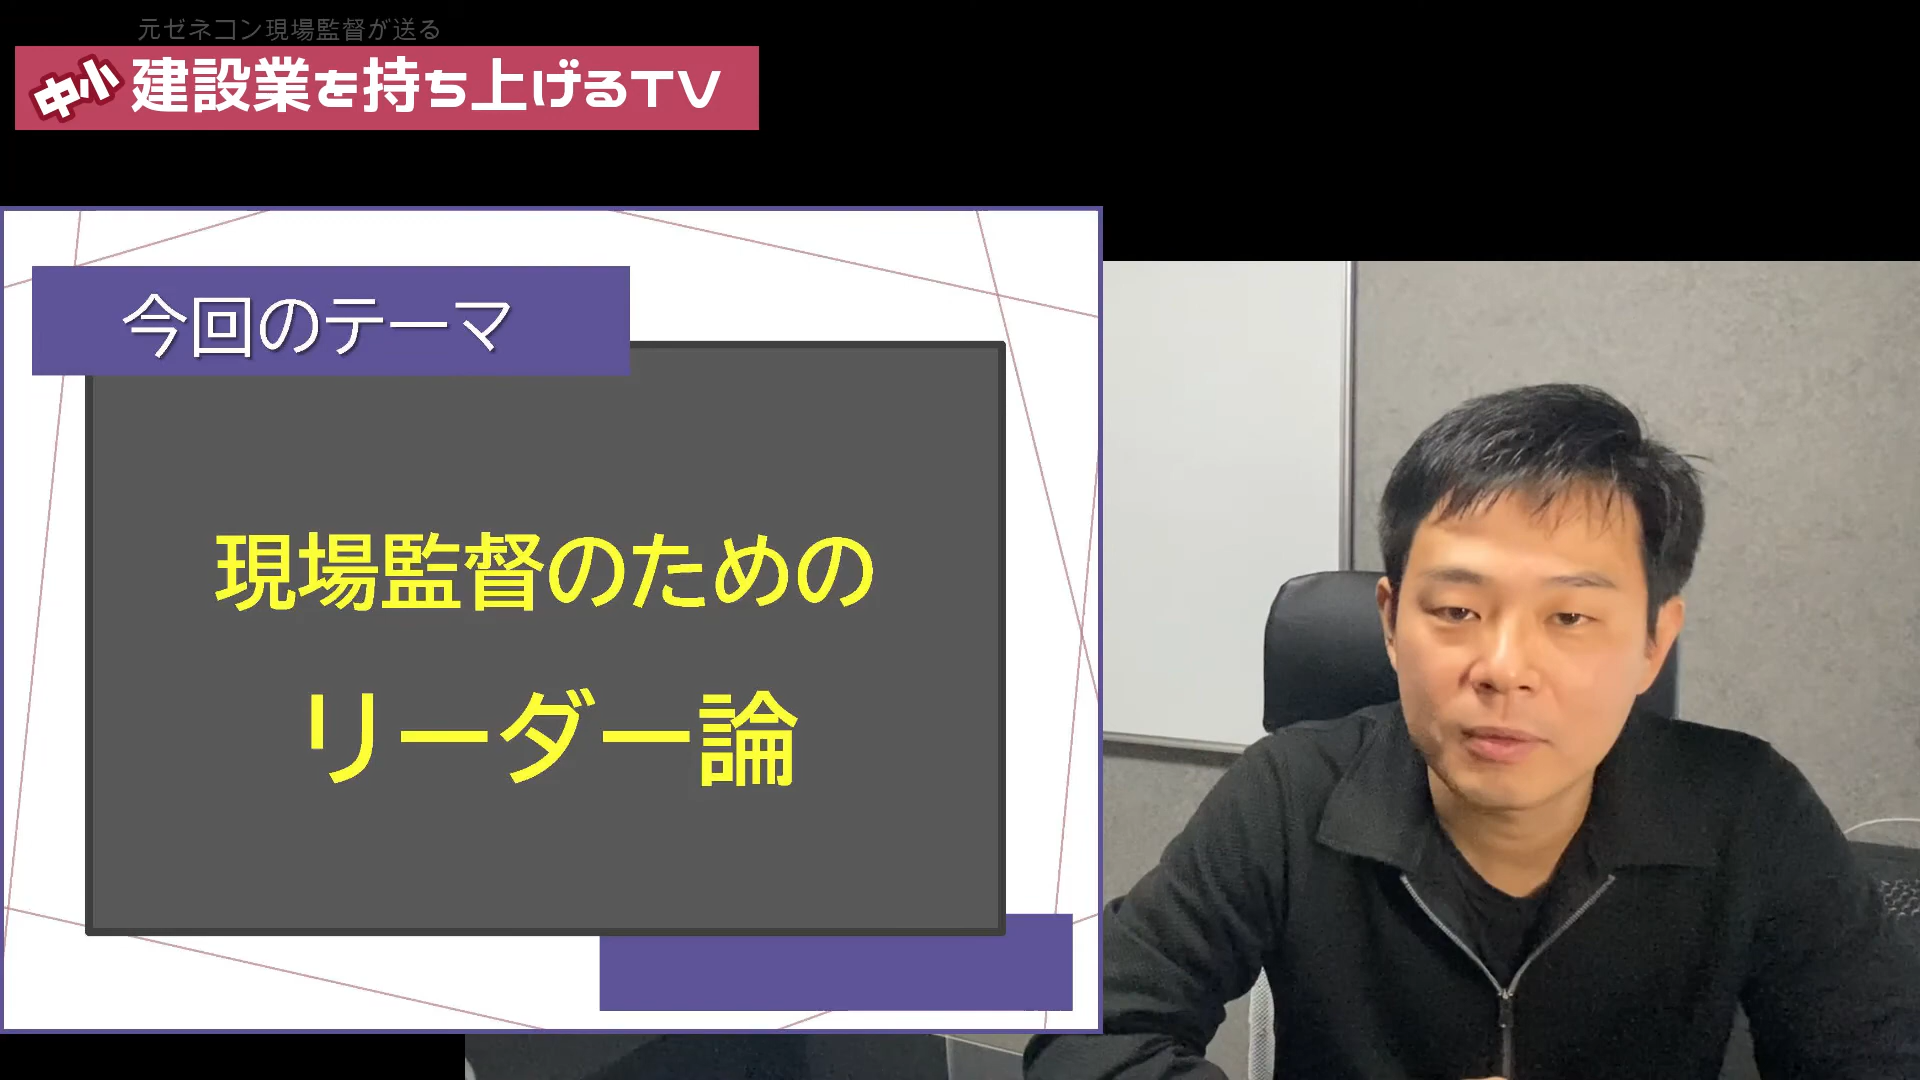 元ゼネコン現場監督が送る
中小建設業を持ち上げるTV
今回のテーマ
現場監督のための
リーダー論